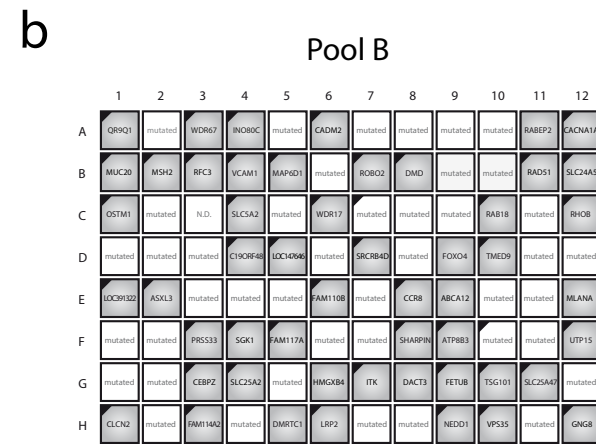 b
Pool B
1 2 3 4 5 6 7 8 9 10 11 12
A QR9Q1 mutated WDR67 INO80C mutated CADM2 mutated mutated mutated mutated RABEP2 CACNA1A
B MUC20 MSH2 RFC3 VCAM1 MAP6D1 mutated ROBO2 DMD mutated mutated RAD51 SLC24A5
C OSTM1 mutated N.D. SLC5A2 mutated WDR17 mutated mutated mutated RAB18 mutated RHOB
D mutated mutated mutated C19ORF48 LOC147646 mutated SRCRB4D mutated FOXO4 TMED9 mutated mutated
E LOC391322 ASXL3 mutated mutated mutated FAM110B mutated CCR8 ABCA12 mutated mutated MLANA
F mutated mutated PRSS33 SGK1 FAM117A mutated mutated SHARPIN ATP8B3 mutated mutated UTP15
G mutated mutated CEBPZ SLC25A2 mutated HMGXB4 ITK DACT3 FETUB TSG101 SLC25A47 mutated
H CLCN2 mutated FAM114A2 mutated DMRTC1 LRP2 mutated mutated NEDD1 VPS35 mutated GNG8